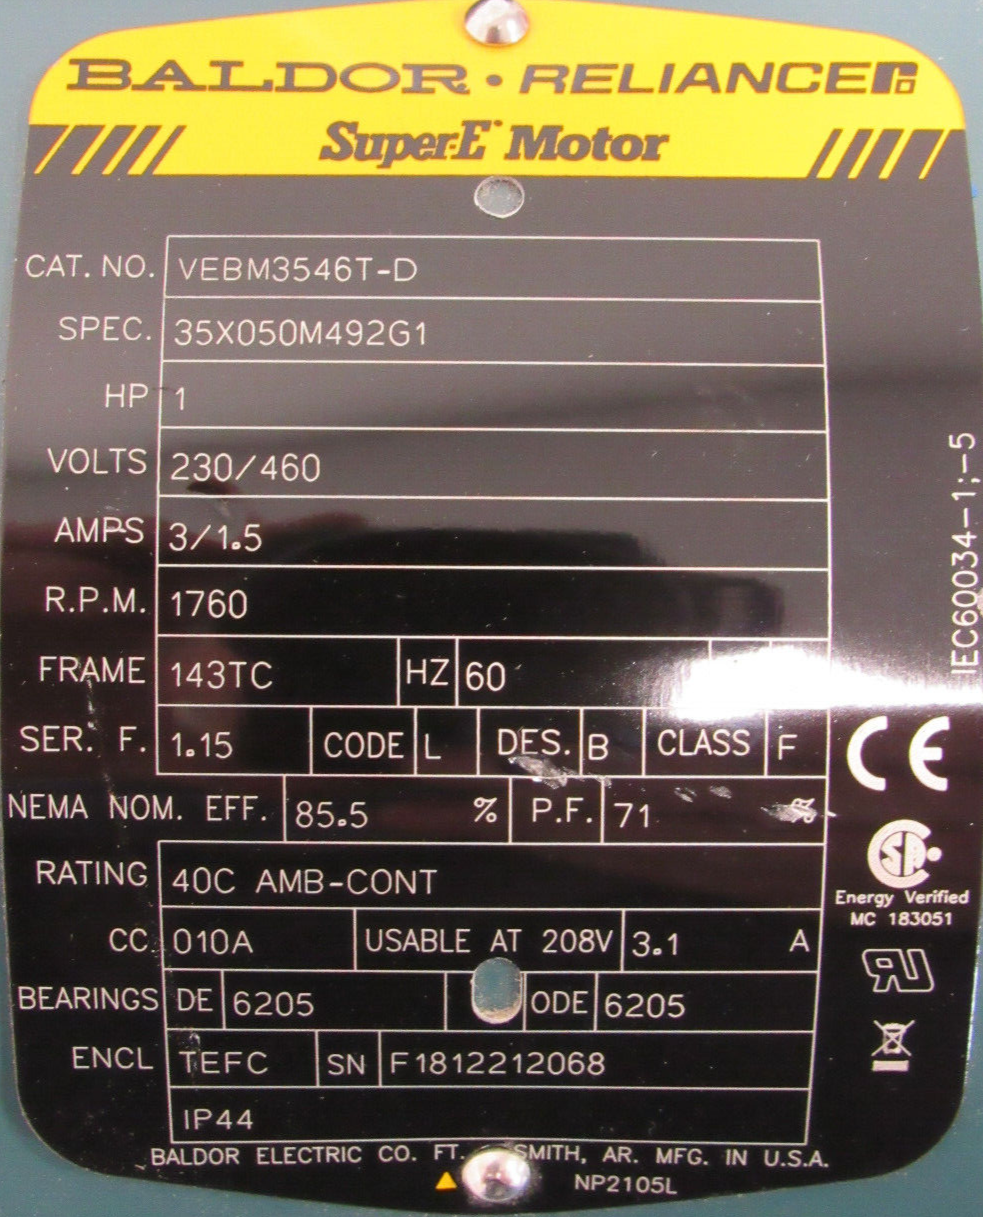 BALDOR · RELIANCE
Super-E Motor
CAT. NO. VEBM3546T-D
SPEC. 35X050M492G1
HP 1
VOLTS 230/460
AMPS 3/1.5
R.P.M. 1760
FRAME 143TC HZ 60
SER. F. 1.15 CODE L DES. B CLASS F
NEMA NOM. EFF. 85.5 % P.F. 71 %
RATING 40C AMB-CONT
CC 010A USABLE AT 208V 3.1 A
BEARINGS DE 6205 ODE 6205
ENCL TEFC SN F1812212068
IP44
BALDOR ELECTRIC CO. FT. SMITH, AR. MFG. IN U.S.A.
NP2105L
IEC60034-1;-5
CE
Energy Verified
MC 183051